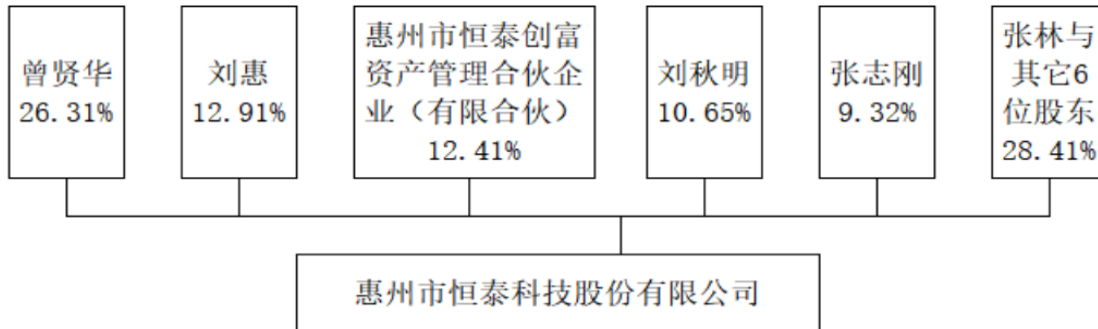 曾贤华
26.31%
刘惠
12.91%
惠州市恒泰创富
资产管理合伙企
业（有限合伙）
12.41%
刘秋明
10.65%
张志刚
9.32%
张林与
其它6
位股东
28.41%
惠州市恒泰科技股份有限公司